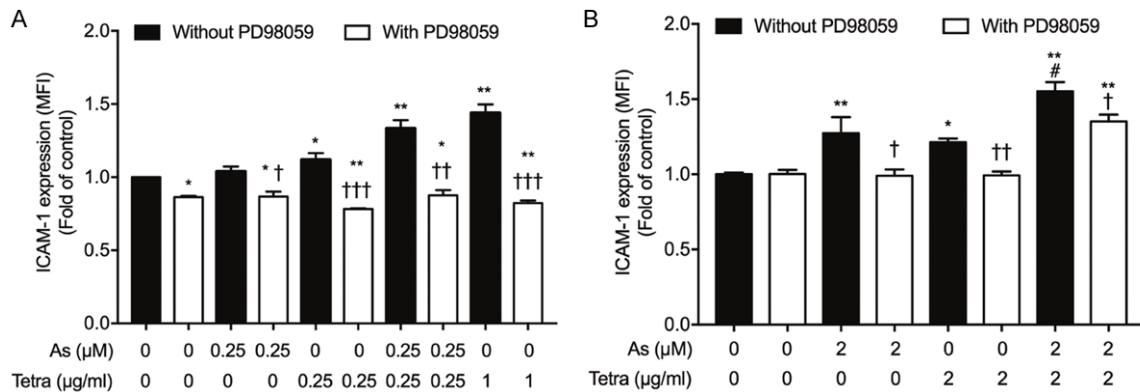 A
Without PD98059
With PD98059
ICAM-1 expression (MFI)
(Fold of control)
2.0
1.5
1.0
0.5
0.0
*
* †
*
**
†††
**
*
††
**
**
†††
As (µM) 0 0 0.25 0.25 0 0 0.25 0.25 0 0
Tetra (µg/ml) 0 0 0 0 0.25 0.25 0.25 0.25 1 1
B
Without PD98059
With PD98059
ICAM-1 expression (MFI)
(Fold of control)
2.0
1.5
1.0
0.5
0.0
**
†
*
††
**
#
**
†
As (µM) 0 0 2 2 0 0 2 2
Tetra (µg/ml) 0 0 0 0 2 2 2 2